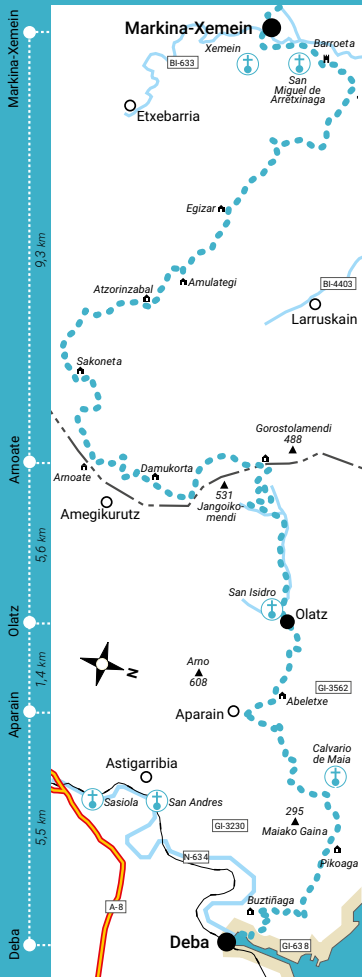 Markina-Xemein
Markina-Xemein
Xemein
Barroeta
BI-633
San
Miguel de
Arretxinaga
Etxebarria
Egizar
9,3 km
Amulategi
Atzorinzabal
BI-4403
Larruskain
Sakoneta
Gorostolamendi
488
Arnoate
Arnoate
Damukorta
531
Jangoiko-
mendi
Amegikurutz
5,6 km
San Isidro
Olatz
Olatz
N
Arno
608
1,4 km
GI-3562
Abeletxe
Aparain
Aparain
Calvario
de Maia
Astigarribia
Sasiola
San Andres
295
Maiako Gaina
GI-3230
5,5 km
N-634
Pikoaga
A-8
Buztiñaga
Deba
Deba
GI-638